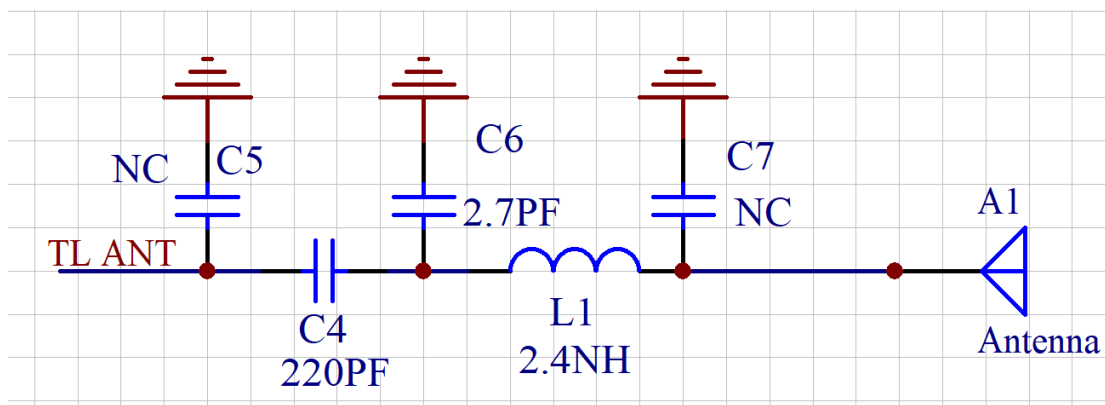 C6
C7
NC
C5
2.7PF
NC
A1
TL ANT
C4
L1
Antenna
220PF
2.4NH